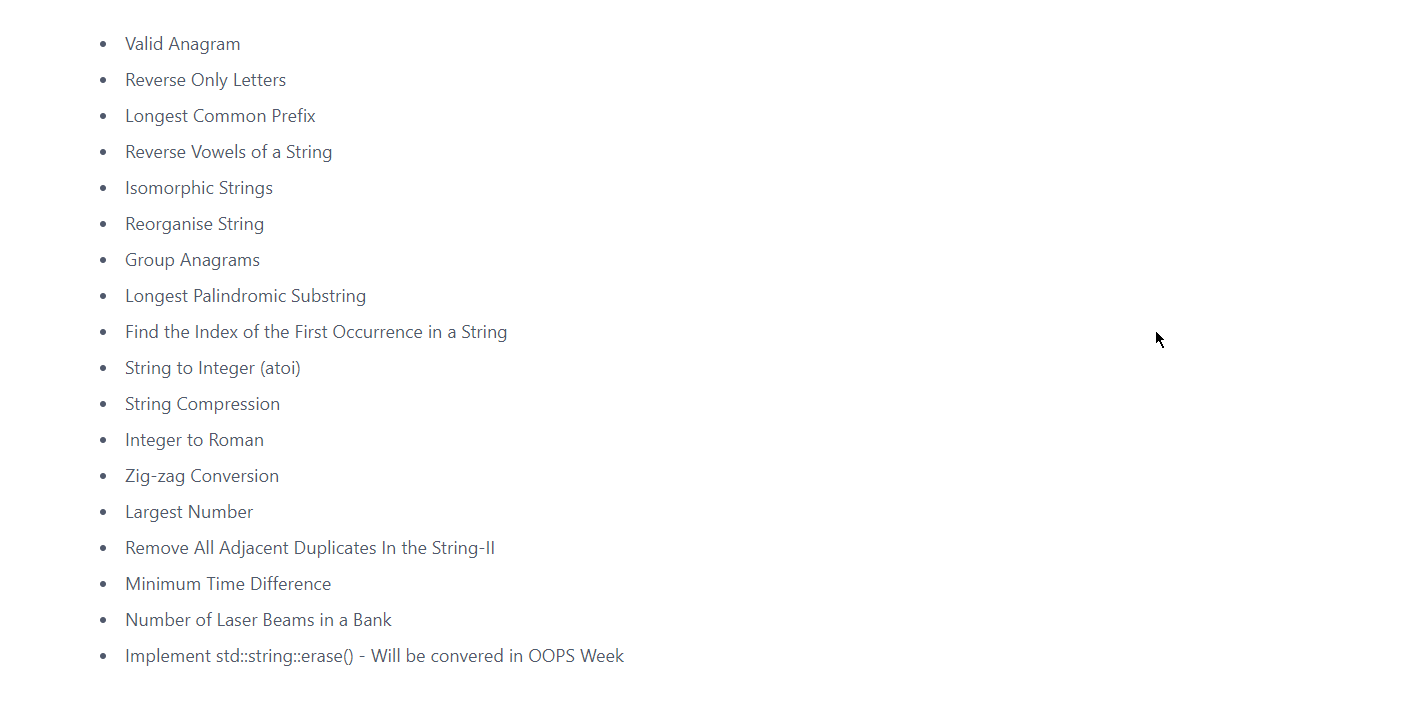 Valid Anagram
Reverse Only Letters
Longest Common Prefix
Reverse Vowels of a String
Isomorphic Strings
Reorganise String
Group Anagrams
Longest Palindromic Substring
Find the Index of the First Occurrence in a String
String to Integer (atoi)
String Compression
Integer to Roman
Zig-zag Conversion
Largest Number
Remove All Adjacent Duplicates In the String-II
Minimum Time Difference
Number of Laser Beams in a Bank
Implement std::string::erase() - Will be convered in OOPS Week